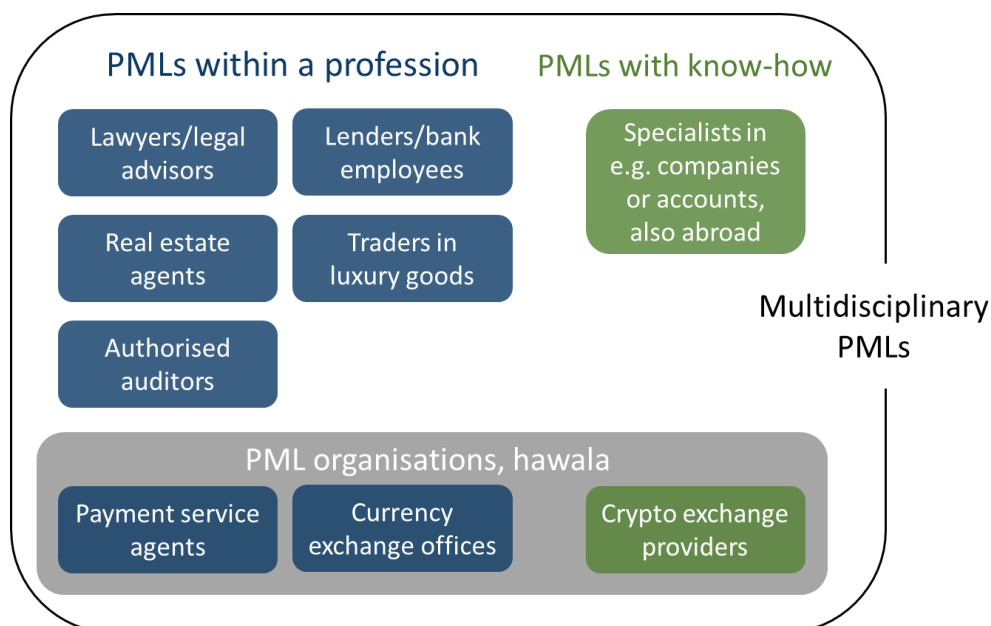 PMLs within a profession
PMLs with know-how
Lawyers/legal
advisors
Lenders/bank
employees
Specialists in
e.g. companies
or accounts,
also abroad
Real estate
agents
Traders in
luxury goods
Authorised
auditors
Multidisciplinary
PMLs
PML organisations, hawala
Payment service
agents
Currency
exchange offices
Crypto exchange
providers